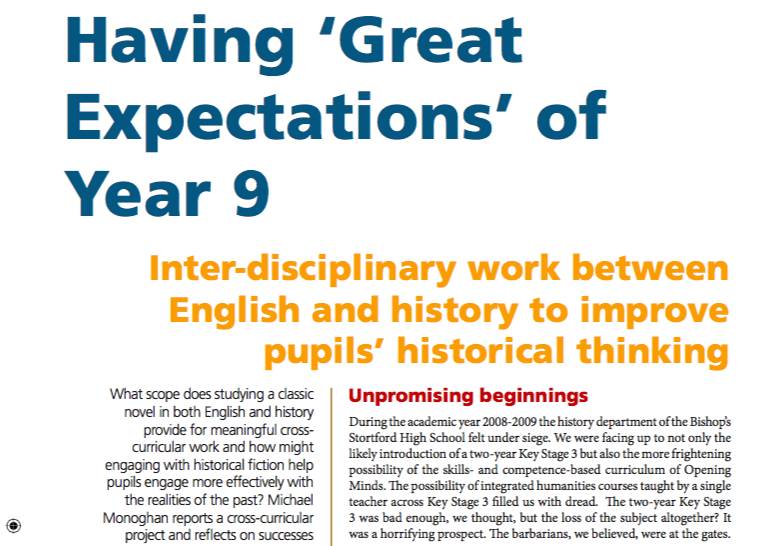 Having ‘Great
Expectations’ of
Year 9
Inter-disciplinary work between
English and history to improve
pupils’ historical thinking
What scope does studying a classic
novel in both English and history
provide for meaningful cross-
curricular work and how might
engaging with historical fiction help
pupils engage more effectively with
the realities of the past? Michael
Monoghan reports a cross-curricular
project and reflects on successes
Unpromising beginnings
During the academic year 2008-2009 the history department of the Bishop’s
Stortford High School felt under siege. We were facing up to not only the
likely introduction of a two-year Key Stage 3 but also the more frightening
possibility of the skills- and competence-based curriculum of Opening
Minds. The possibility of integrated humanities courses taught by a single
teacher across Key Stage 3 filled us with dread. The two-year Key Stage
3 was bad enough, we thought, but the loss of the subject altogether? It
was a horrifying prospect. The barbarians, we believed, were at the gates.